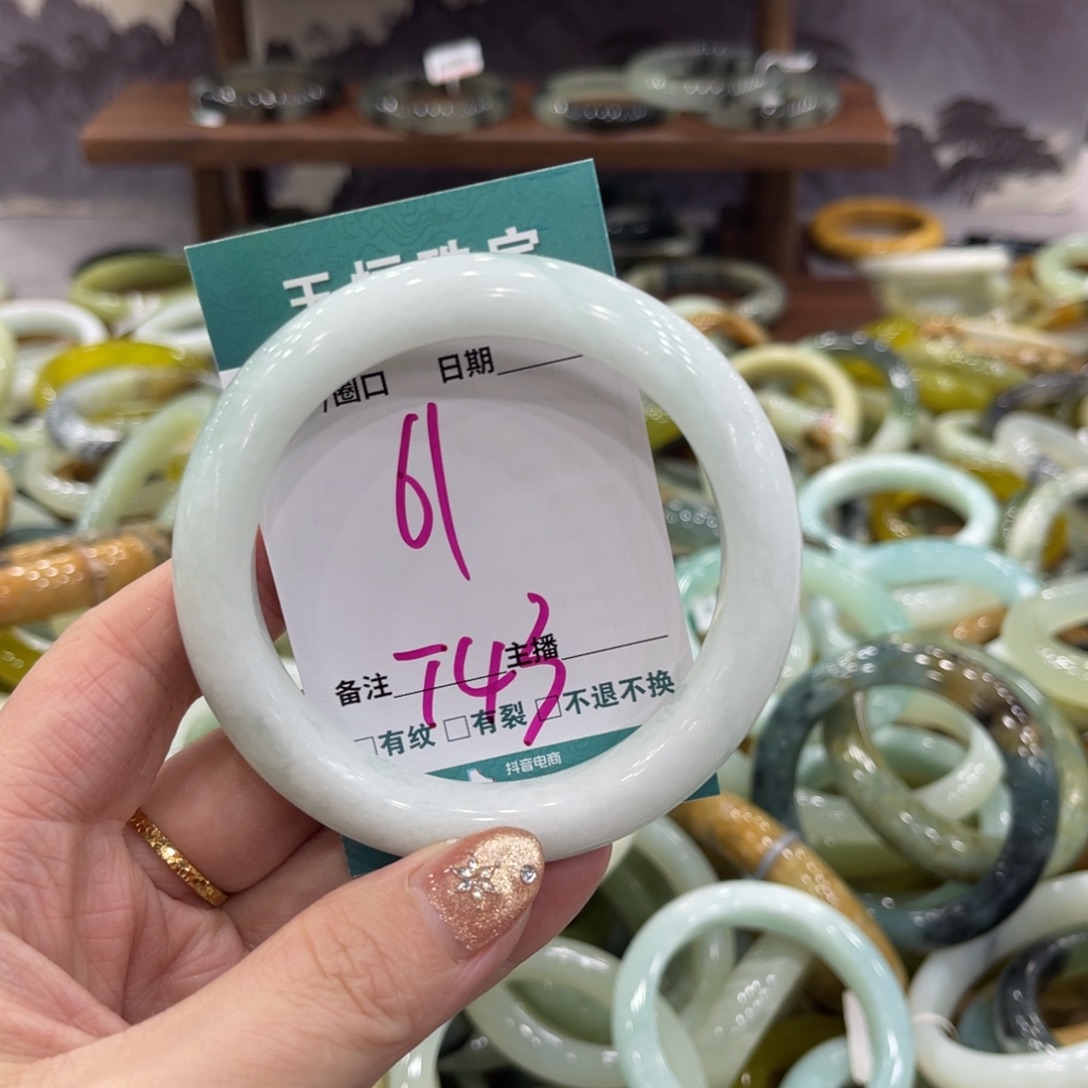 圈口 日期
61
备注 T43 主播
□有纹 □有裂 □不退不换
抖音电商